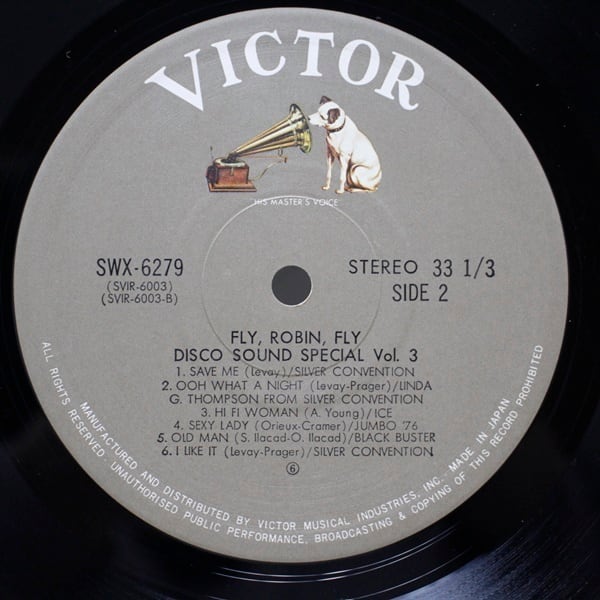 VICTOR
HIS MASTER'S VOICE
SWX-6279
(SVIR-6003)
(SVIR-6003-B)
STEREO 33 1/3
SIDE 2
FLY, ROBIN, FLY
DISCO SOUND SPECIAL Vol. 3
1. SAVE ME (Levay)/SILVER CONVENTION
2. OOH WHAT A NIGHT (Levay-Prager)/LINDA
G. THOMPSON FROM SILVER CONVENTION
3. HI FI WOMAN (A. Young)/ICE
4. SEXY LADY (Orieux-Cramer)/JUMBO '76
5. OLD MAN (S. Ilacad-O. Ilacad)/BLACK BUSTER
6. I LIKE IT (Levay-Prager)/SILVER CONVENTION
⑥
MANUFACTURED AND DISTRIBUTED BY VICTOR MUSICAL INDUSTRIES, INC. · MADE IN JAPAN
ALL RIGHTS RESERVED · UNAUTHORISED PUBLIC PERFORMANCE, BROADCASTING & COPYING OF THIS RECORD PROHIBITED